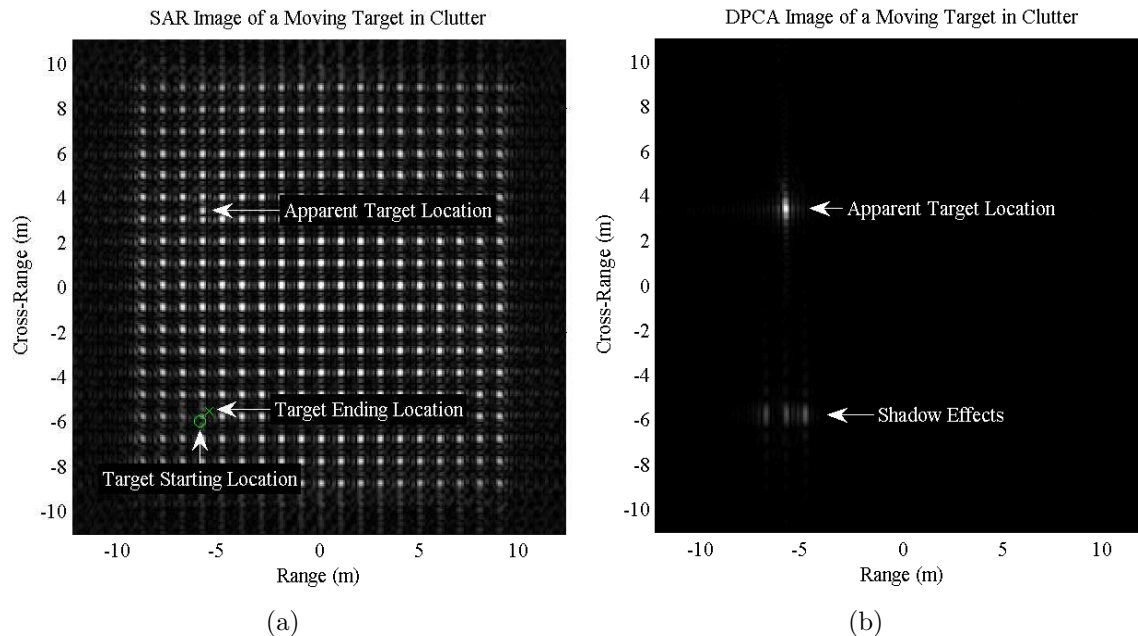 SAR Image of a Moving Target in Clutter
10
8
6
4
2
0
-2
-4
-6
-8
-10
Cross-Range (m)
Apparent Target Location
Target Ending Location
Target Starting Location
-10
-5
0
5
10
Range (m)
(a)
DPCA Image of a Moving Target in Clutter
10
8
6
4
2
0
-2
-4
-6
-8
-10
Cross-Range (m)
Apparent Target Location
Shadow Effects
-10
-5
0
5
10
Range (m)
(b)